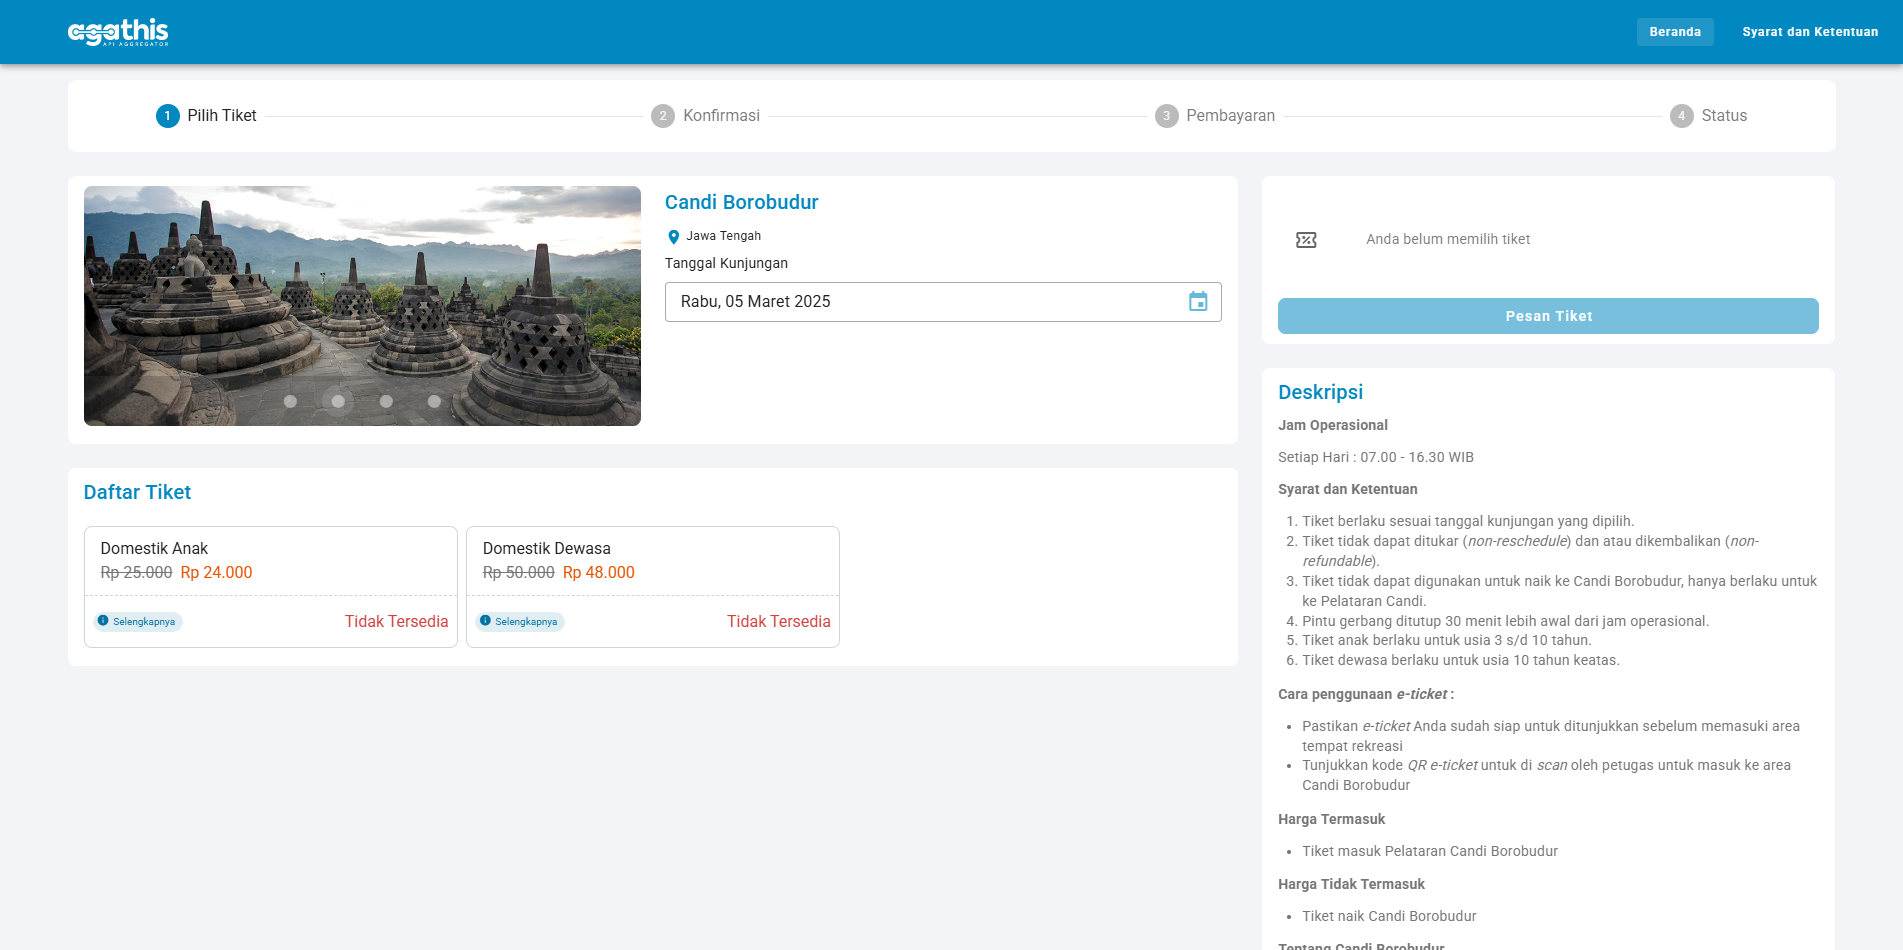 agathis
API AGGREGATOR
Beranda
Syarat dan Ketentuan
1 Pilih Tiket
2 Konfirmasi
3 Pembayaran
4 Status
Candi Borobudur
Jawa Tengah
Tanggal Kunjungan
Rabu, 05 Maret 2025
Anda belum memilih tiket
Pesan Tiket
Daftar Tiket
Domestik Anak
Rp 25.000 Rp 24.000
Selengkapnya
Tidak Tersedia
Domestik Dewasa
Rp 50.000 Rp 48.000
Selengkapnya
Tidak Tersedia
Deskripsi
Jam Operasional
Setiap Hari : 07.00 - 16.30 WIB
Syarat dan Ketentuan
1. Tiket berlaku sesuai tanggal kunjungan yang dipilih.
2. Tiket tidak dapat ditukar (non-reschedule) dan atau dikembalikan (non-
refundable).
3. Tiket tidak dapat digunakan untuk naik ke Candi Borobudur, hanya berlaku untuk
ke Pelataran Candi.
4. Pintu gerbang ditutup 30 menit lebih awal dari jam operasional.
5. Tiket anak berlaku untuk usia 3 s/d 10 tahun.
6. Tiket dewasa berlaku untuk usia 10 tahun keatas.
Cara penggunaan e-ticket :
• Pastikan e-ticket Anda sudah siap untuk ditunjukkan sebelum memasuki area
tempat rekreasi
• Tunjukkan kode QR e-ticket untuk di scan oleh petugas untuk masuk ke area
Candi Borobudur
Harga Termasuk
• Tiket masuk Pelataran Candi Borobudur
Harga Tidak Termasuk
• Tiket naik Candi Borobudur
Tentang Candi Borobudur